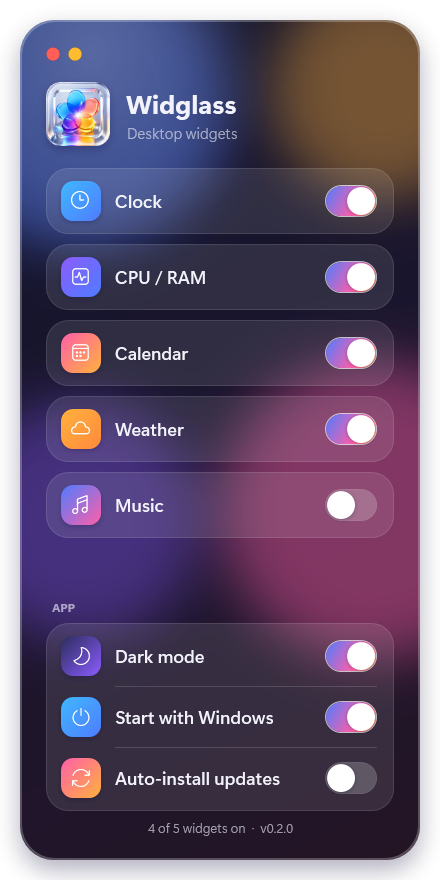 Widglass
Desktop widgets
Clock
CPU / RAM
Calendar
Weather
Music
APP
Dark mode
Start with Windows
Auto-install updates
4 of 5 widgets on · v0.2.0